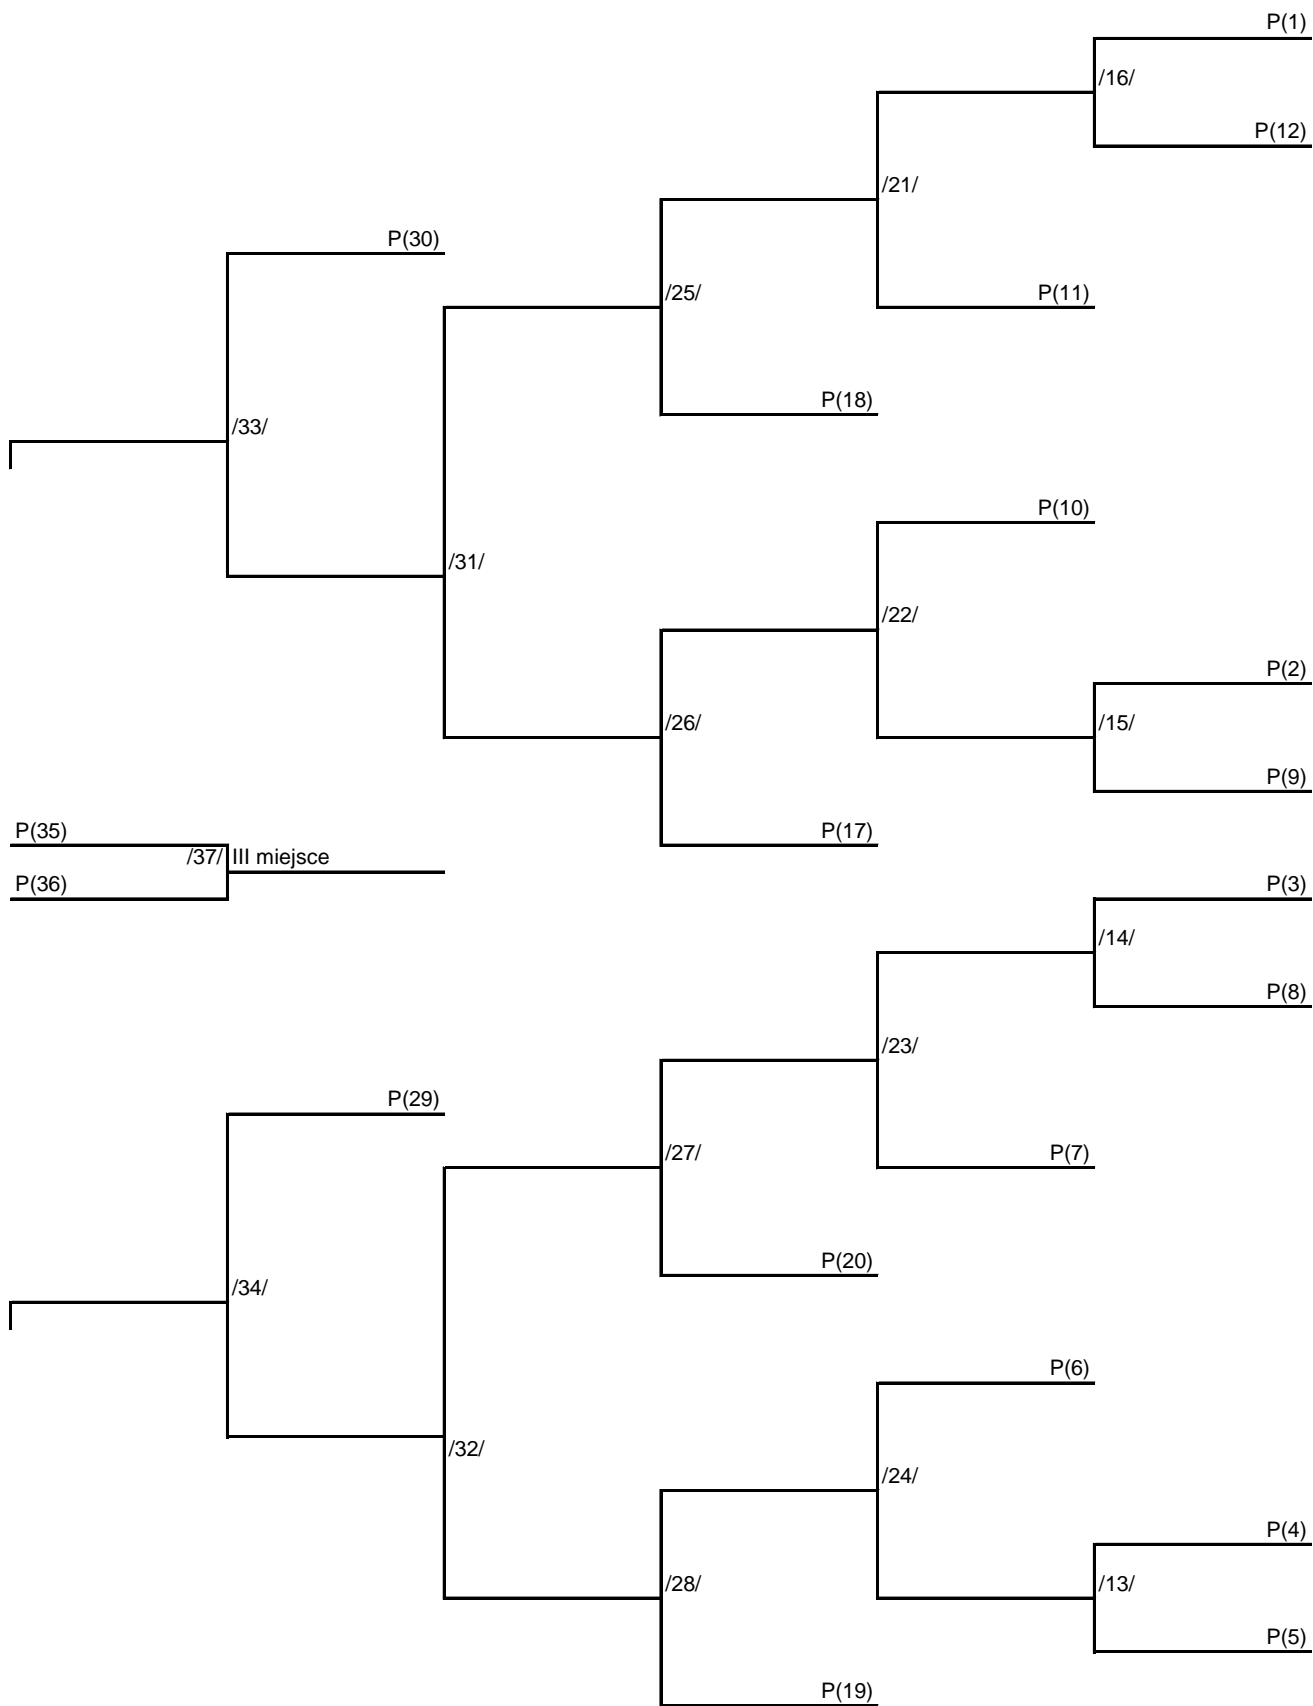 P(1)
/16/
P(12)
/21/
P(30)
P(11)
/25/
P(18)
/33/
P(10)
/31/
/22/
P(2)
/26/
/15/
P(9)
P(35)
P(17)
/37/ III miejsce
P(36)
P(3)
/14/
P(8)
/23/
P(29)
P(7)
/27/
P(20)
/34/
P(6)
/32/
/24/
P(4)
/28/
/13/
P(5)
P(19)